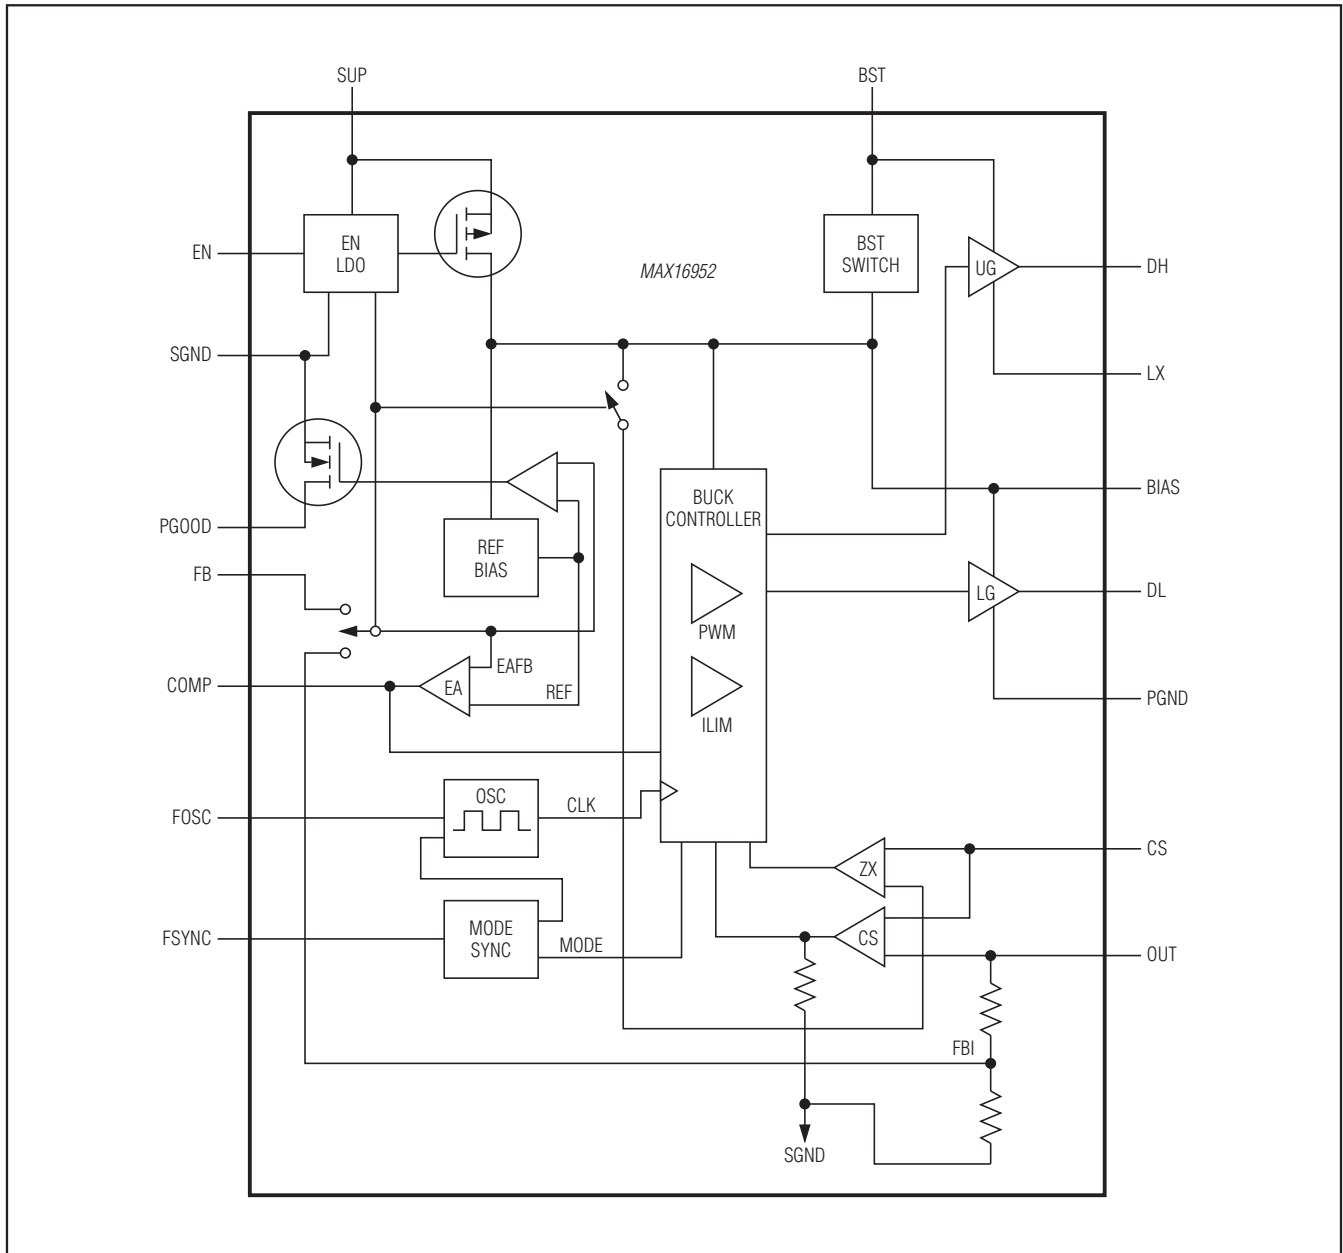 SUP
BST
EN
EN
LDO
BST
SWITCH
UG
DH
MAX16952
SGND
LX
PGOOD
BUCK
CONTROLLER
BIAS
REF
BIAS
FB
PWM
LG
DL
EAFB
COMP
EA
REF
ILIM
PGND
OSC
CLK
FOSC
CS
ZX
FSYNC
MODE
SYNC
MODE
CS
OUT
FBI
SGND